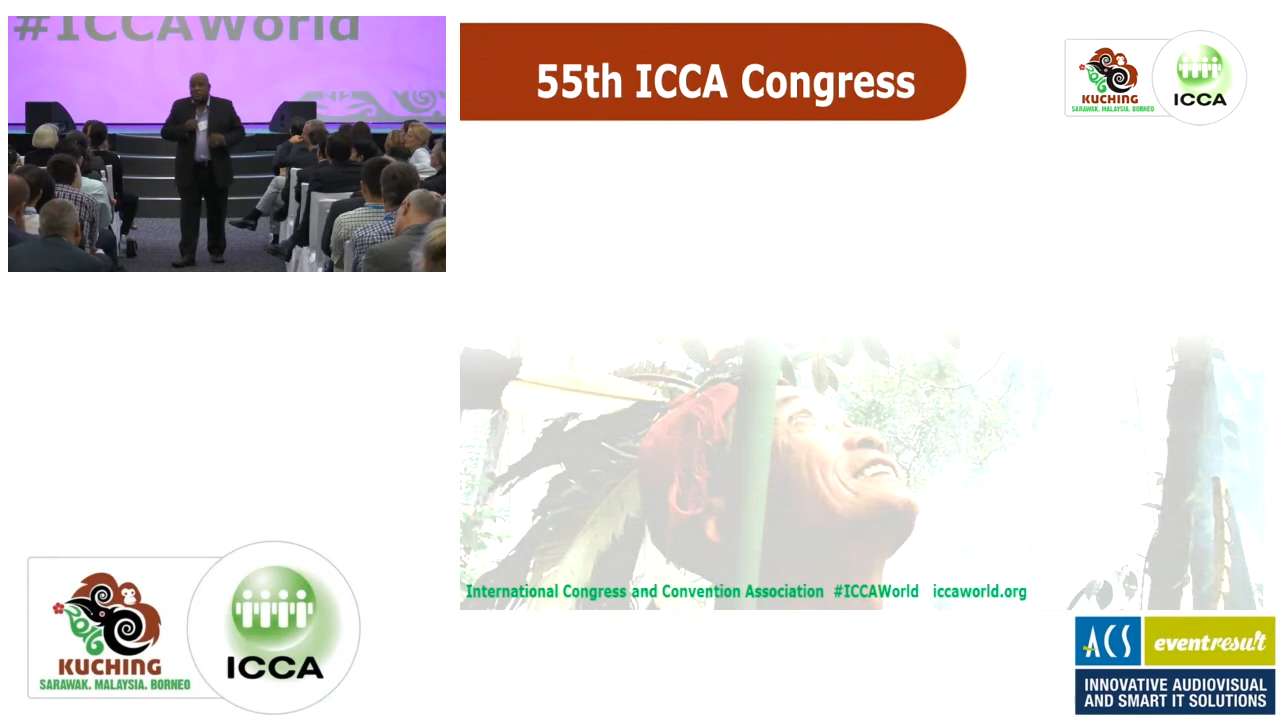 #ICCAWorld
55th ICCA Congress
KUCHING
SARAWAK. MALAYSIA. BORNEO
ICCA
International Congress and Convention Association #ICCAWorld iccaworld.org
KUCHING
SARAWAK. MALAYSIA. BORNEO
ICCA
ACS
eventresult
INNOVATIVE AUDIOVISUAL
AND SMART IT SOLUTIONS